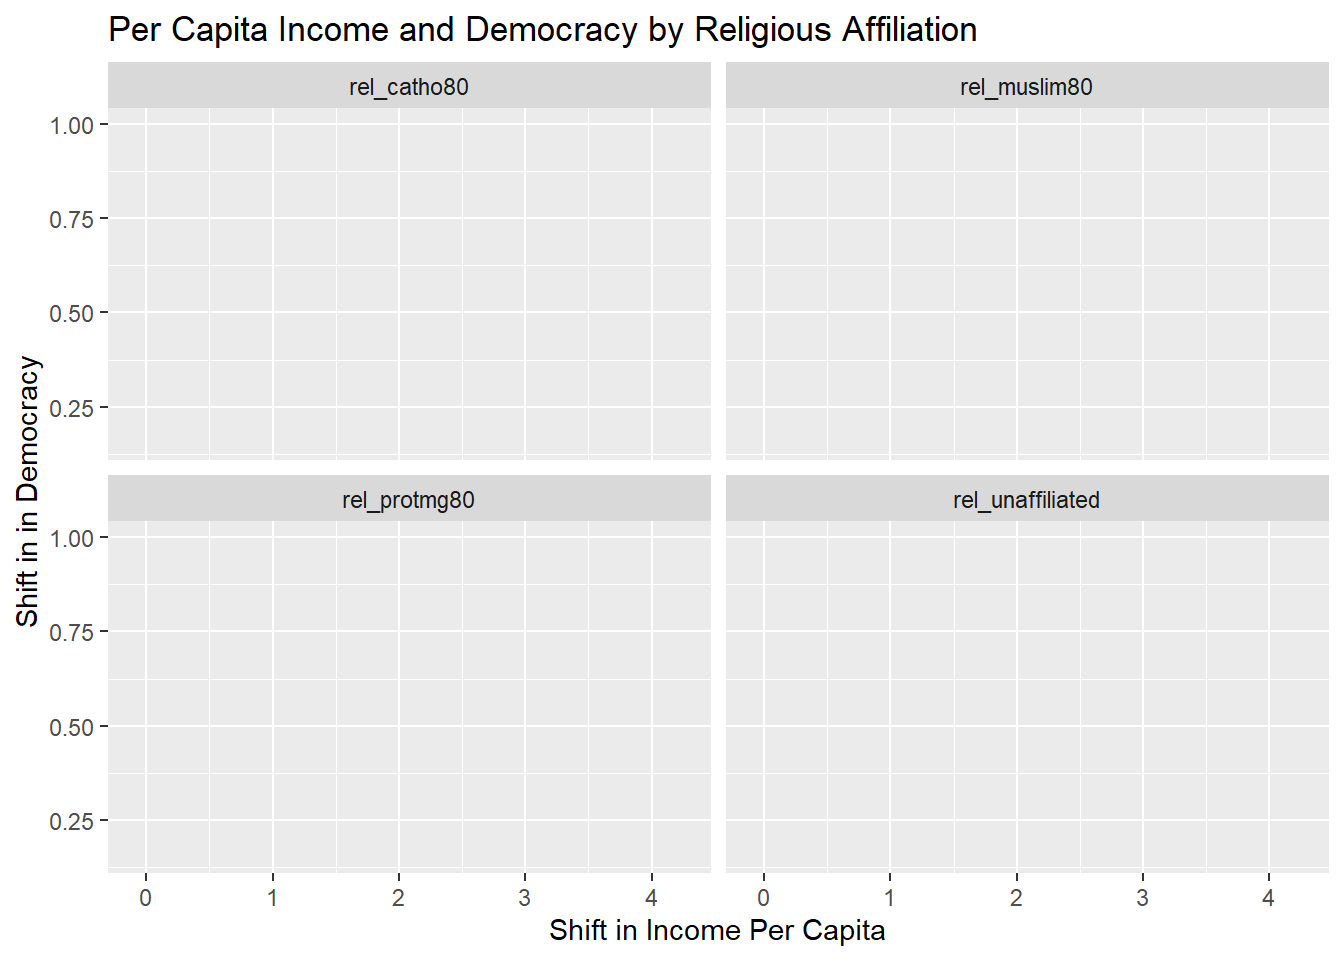 Per Capita Income and Democracy by Religious Affiliation
rel_catho80
rel_muslim80
1.00
0.75
0.50
0.25
rel_protmg80
rel_unaffiliated
1.00
0.75
0.50
0.25
Shift in in Democracy
0 1 2 3 4
0 1 2 3 4
Shift in Income Per Capita